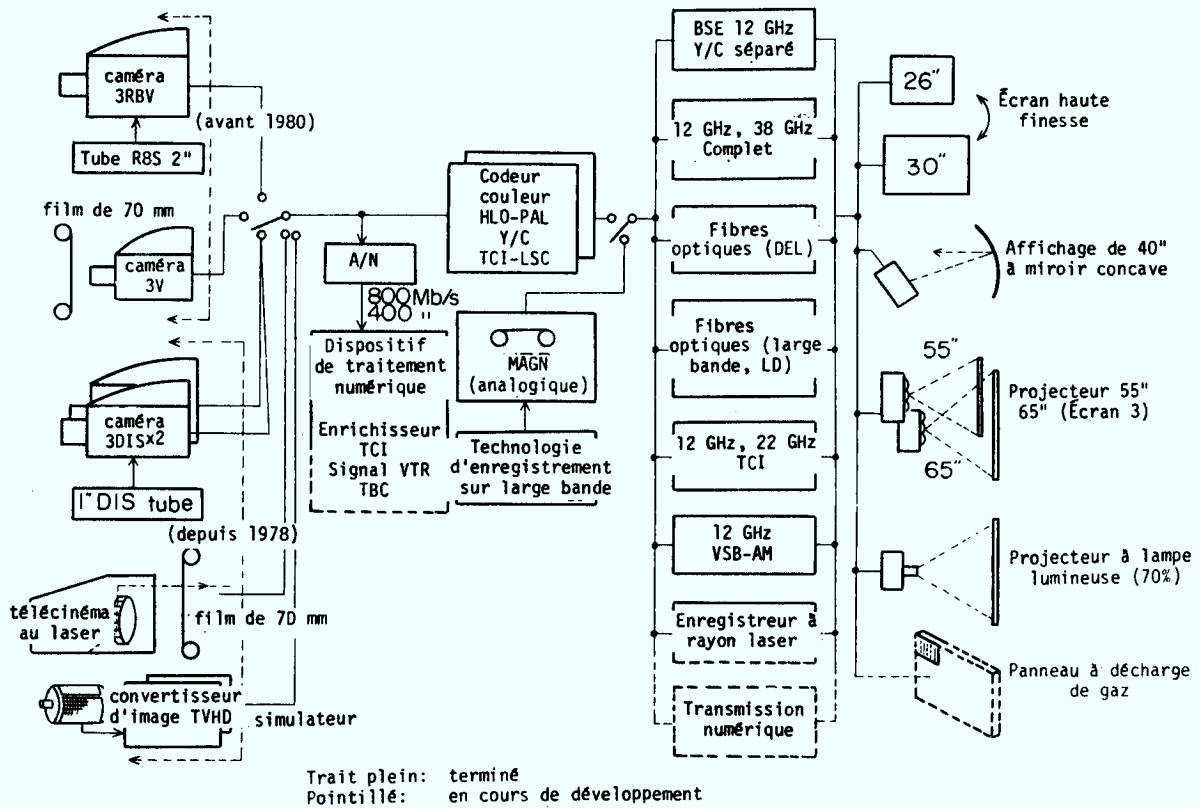 caméra
3RBV
(avant 1980)
Tube R8S 2"
film de 70 mm
caméra
3V
caméra
3DISx2
1" DIS tube
(depuis 1978)
télécinéma
au laser
film de 70 mm
convertisseur
d'image TVHD
simulateur
A/N
800Mb/s
400 "
Dispositif
de traitement
numérique
Enrichisseur
TCI
Signal VTR
TBC
Codeur
couleur
HLO-PAL
Y/C
TCI-LSC
MAGN
(analogique)
Technologie
d'enregistrement
sur large bande
BSE 12 GHz
Y/C séparé
12 GHz, 38 GHz
Complet
Fibres
optiques (DEL)
Fibres
optiques (large
bande, LD)
12 GHz, 22 GHz
TCI
12 GHz
VSB-AM
Enregistreur à
rayon laser
Transmission
numérique
26"
30"
Écran haute
finesse
Affichage de 40"
à miroir concave
55"
65"
Projecteur 55"
65" (Écran 3)
Projecteur à lampe
lumineuse (70%)
Panneau à décharge
de gaz
Trait plein: terminé
Pointillé: en cours de développement